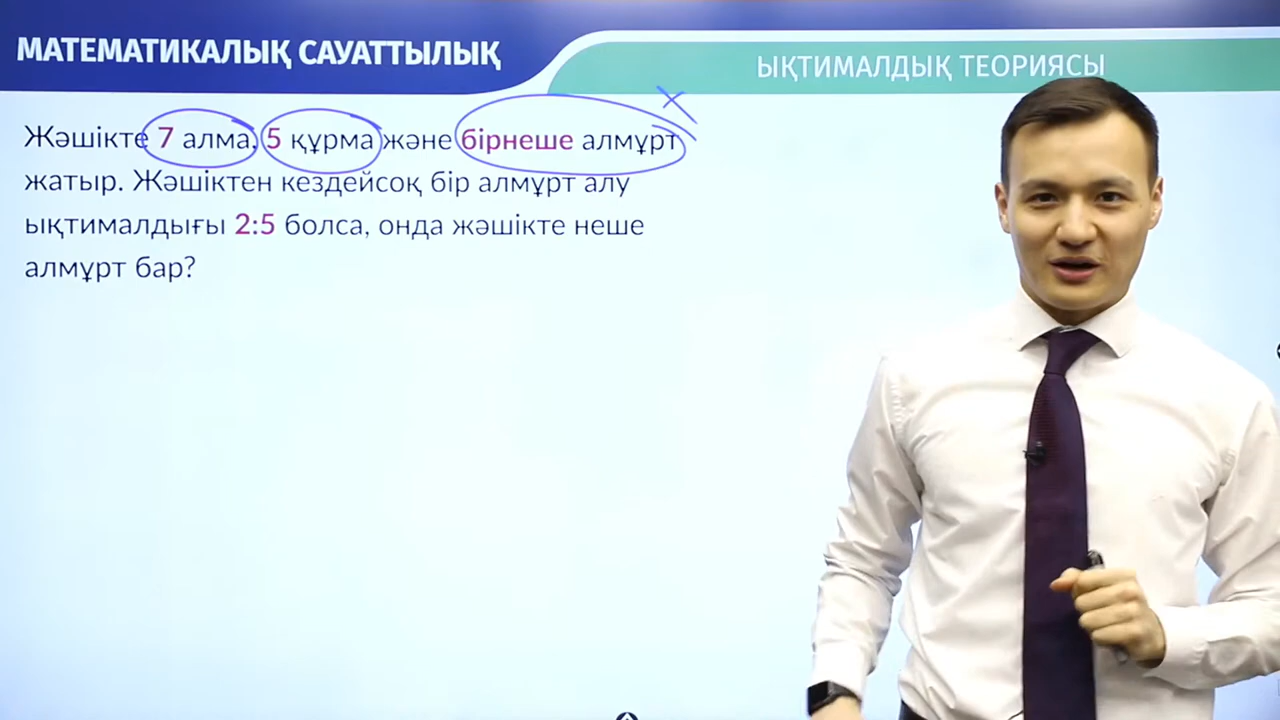 МАТЕМАТИКАЛЫҚ САУАТТЫЛЫҚ
ЫҚТИМАЛДЫҚ ТЕОРИЯСЫ
x
Жәшікте 7 алма, 5 құрма және бірнеше алмұрт
жатыр. Жәшіктен кездейсоқ бір алмұрт алу
ықтималдығы 2:5 болса, онда жәшікте неше
алмұрт бар?